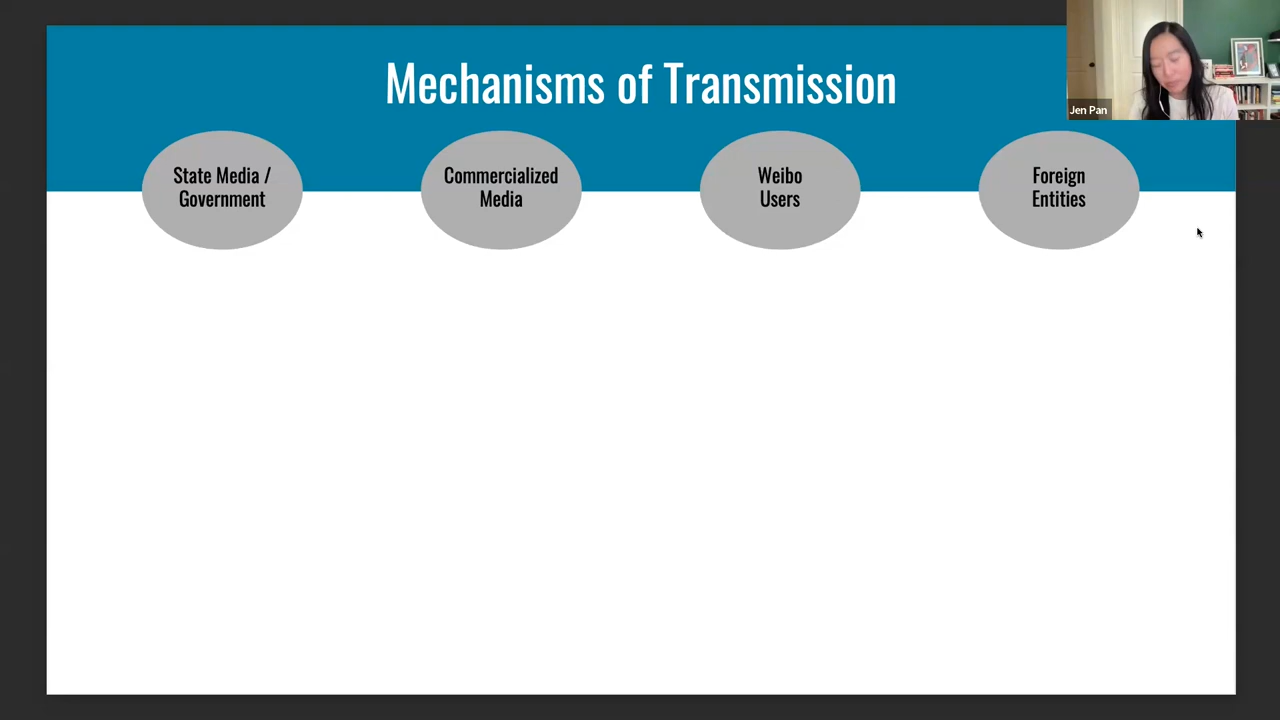 Mechanisms of Transmission
Jen Pan
State Media /
Government
Commercialized
Media
Weibo
Users
Foreign
Entities